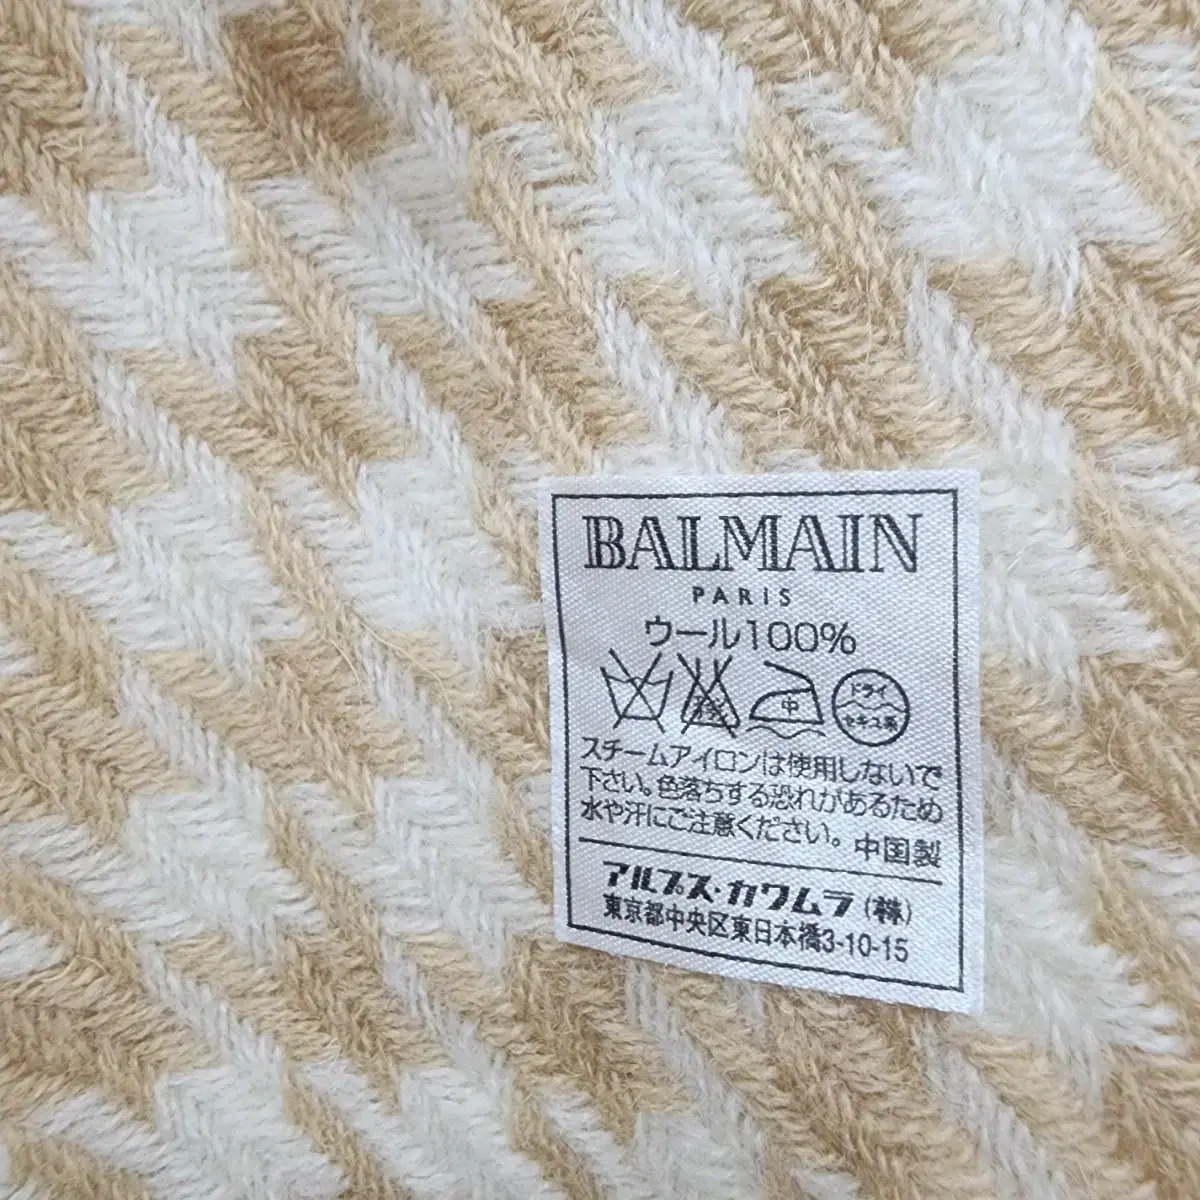 BALMAIN
PARIS
ウール100%
中
ドライ
セキユ系
スチームアイロンは使用しないで
下さい。色落ちする恐れがあるため
水や汗にご注意ください。 中国製
アルプス・カワムラ(株)
東京都中央区東日本橋3-10-15